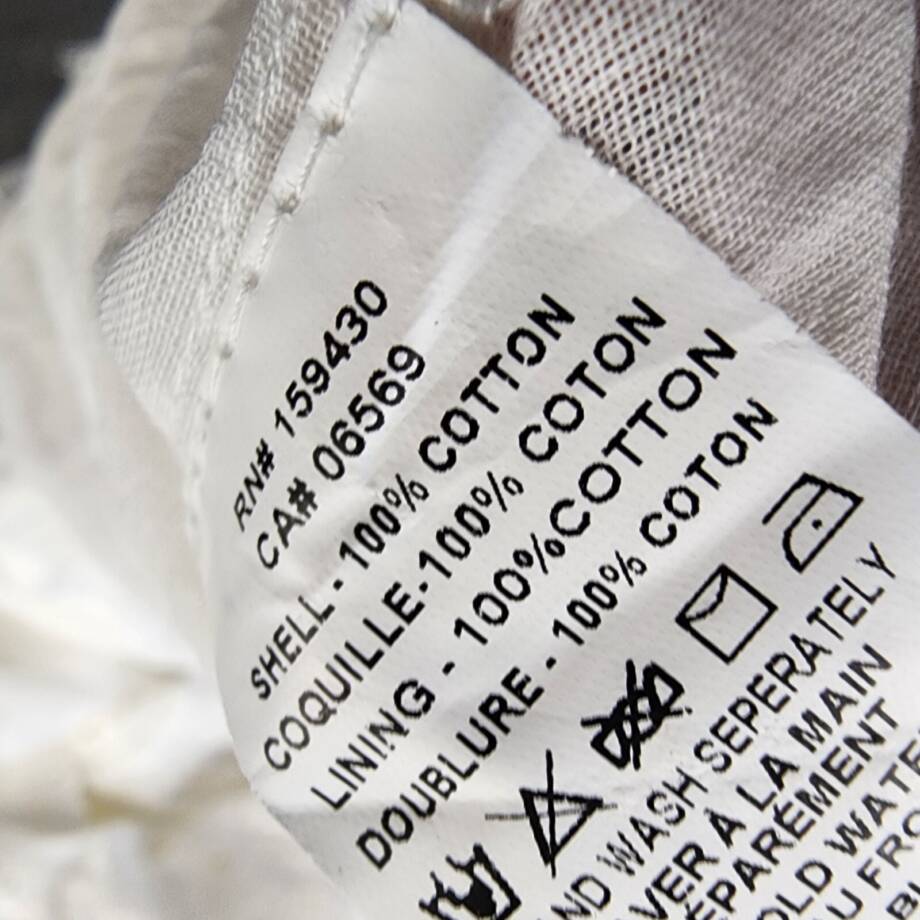 RN# 159430
CA# 06569
SHELL - 100% COTTON
COQUILLE-100% COTON
LINING - 100%COTTON
DOUBLURE - 100% COTON
WASH SEPERATELY
À LA MAIN